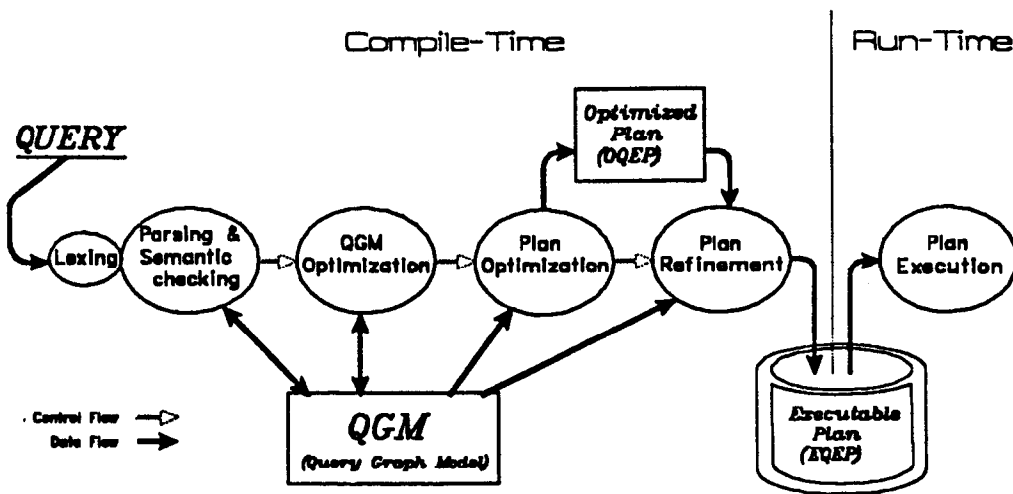 Compile-Time
Run-Time
QUERY
Optimized
Plan
(OQEP)
Lexing
Parsing &
Semantic
checking
QGM
Optimization
Plan
Optimization
Plan
Refinement
Plan
Execution
Control Flow
Data Flow
QGM
(Query Graph Model)
Executable
Plan
(EQEP)